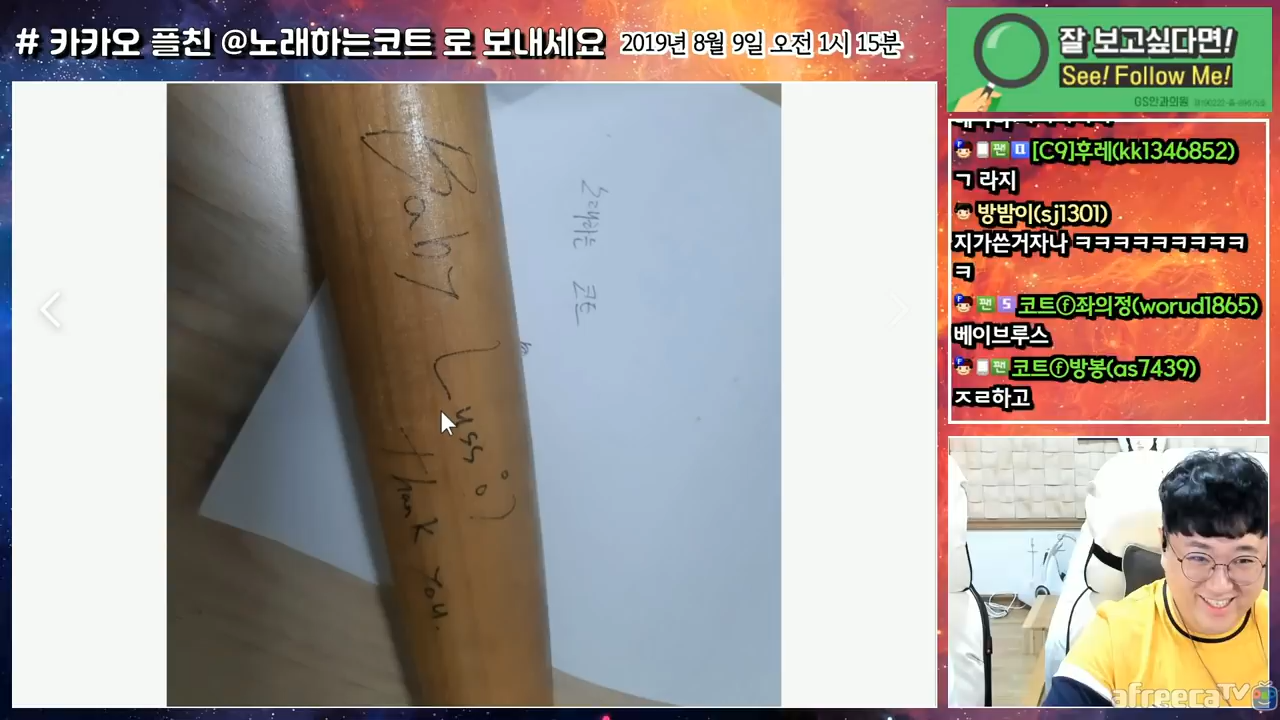 # 카카오 플친 @노래하는코트 로 보내세요
2019년 8월 9일 오전 1시 15분
잘 보고싶다면!
See! Follow Me!
GS안과의원
Baby
Luss :)
Thank you.
노래하는 코트
[C9]후레(kk1346852)
ㄱ 라지
방밤이(sj1301)
지가쓴거자나 ㅋㅋㅋㅋㅋㅋㅋㅋㅋ
ㅋ
코트ⓕ좌의정(worud1865)
베이브루스
코트ⓕ방봉(as7439)
ㅈㄹ하고
afreecaTV